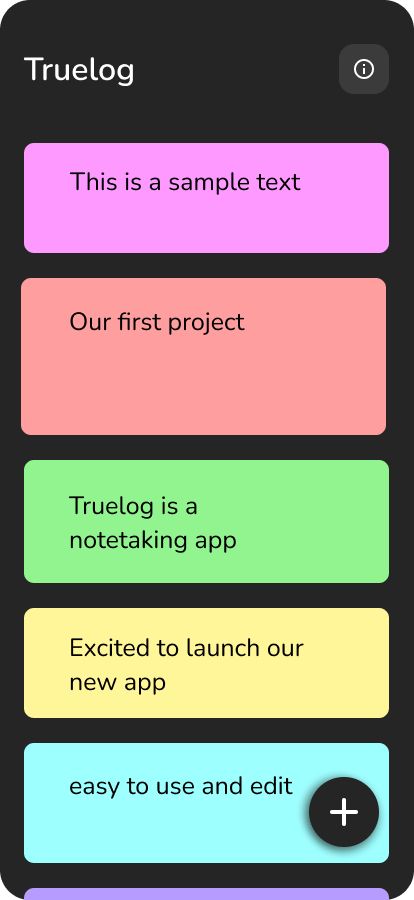 Truelog
This is a sample text
Our first project
Truelog is a
notetaking app
Excited to launch our
new app
easy to use and edit